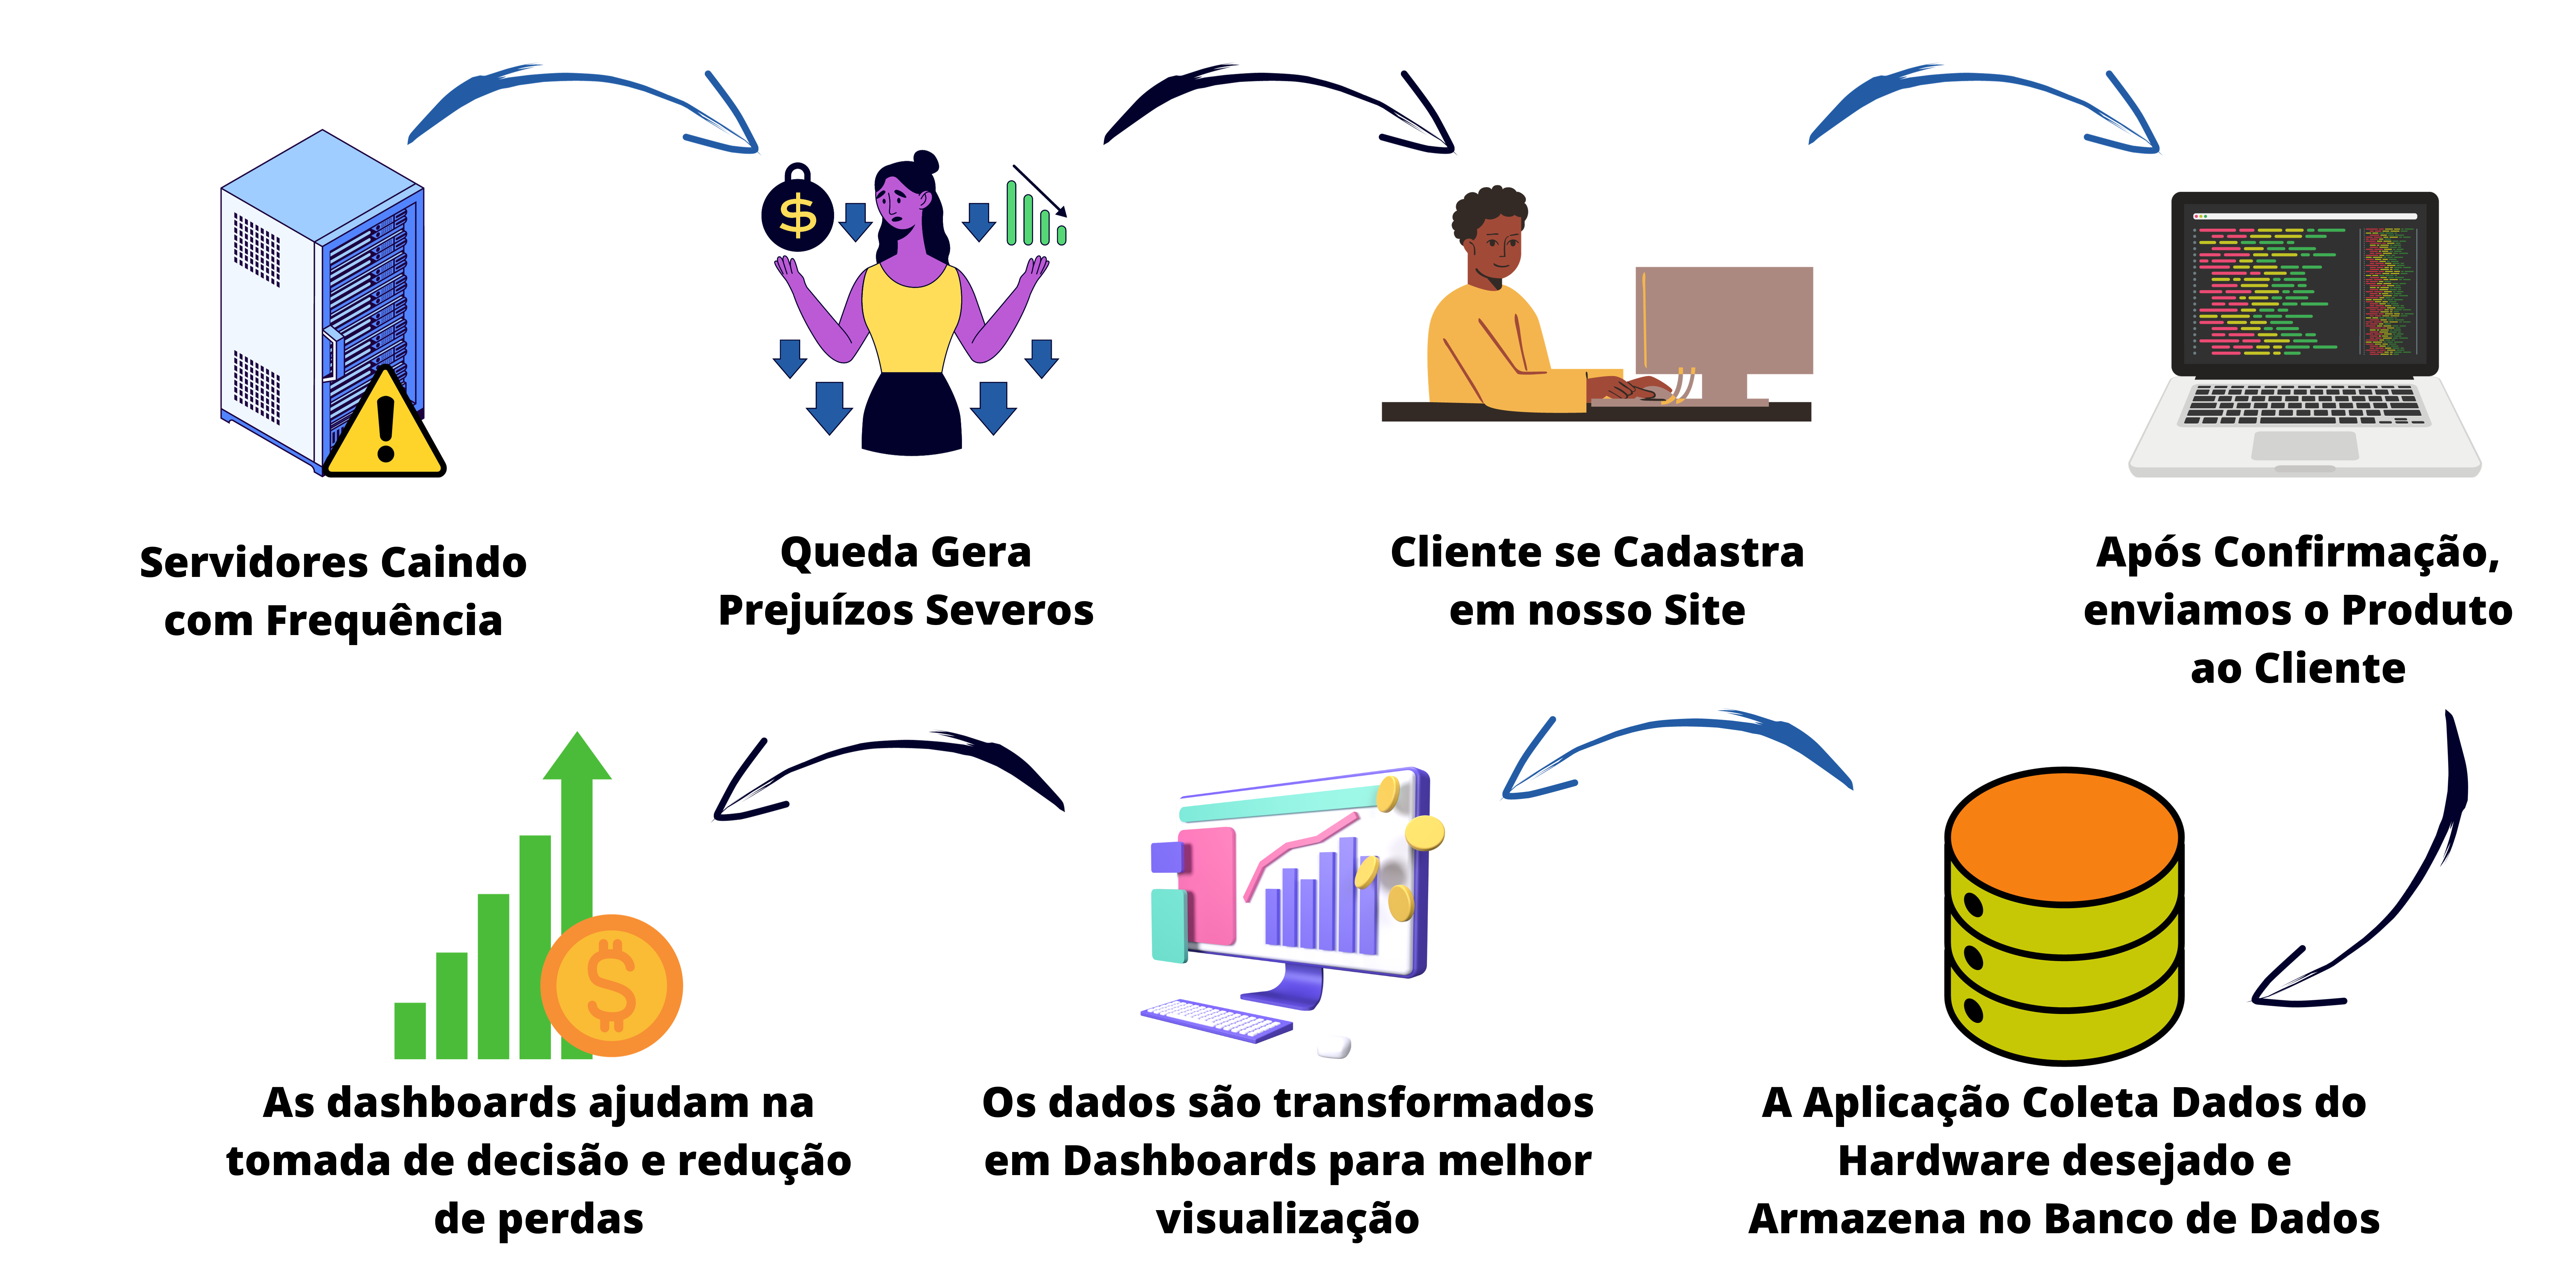 Servidores Caindo
com Frequência
Queda Gera
Prejuízos Severos
Cliente se Cadastra
em nosso Site
Após Confirmação,
enviamos o Produto
ao Cliente
A Aplicação Coleta Dados do
Hardware desejado e
Armazena no Banco de Dados
Os dados são transformados
em Dashboards para melhor
visualização
As dashboards ajudam na
tomada de decisão e redução
de perdas